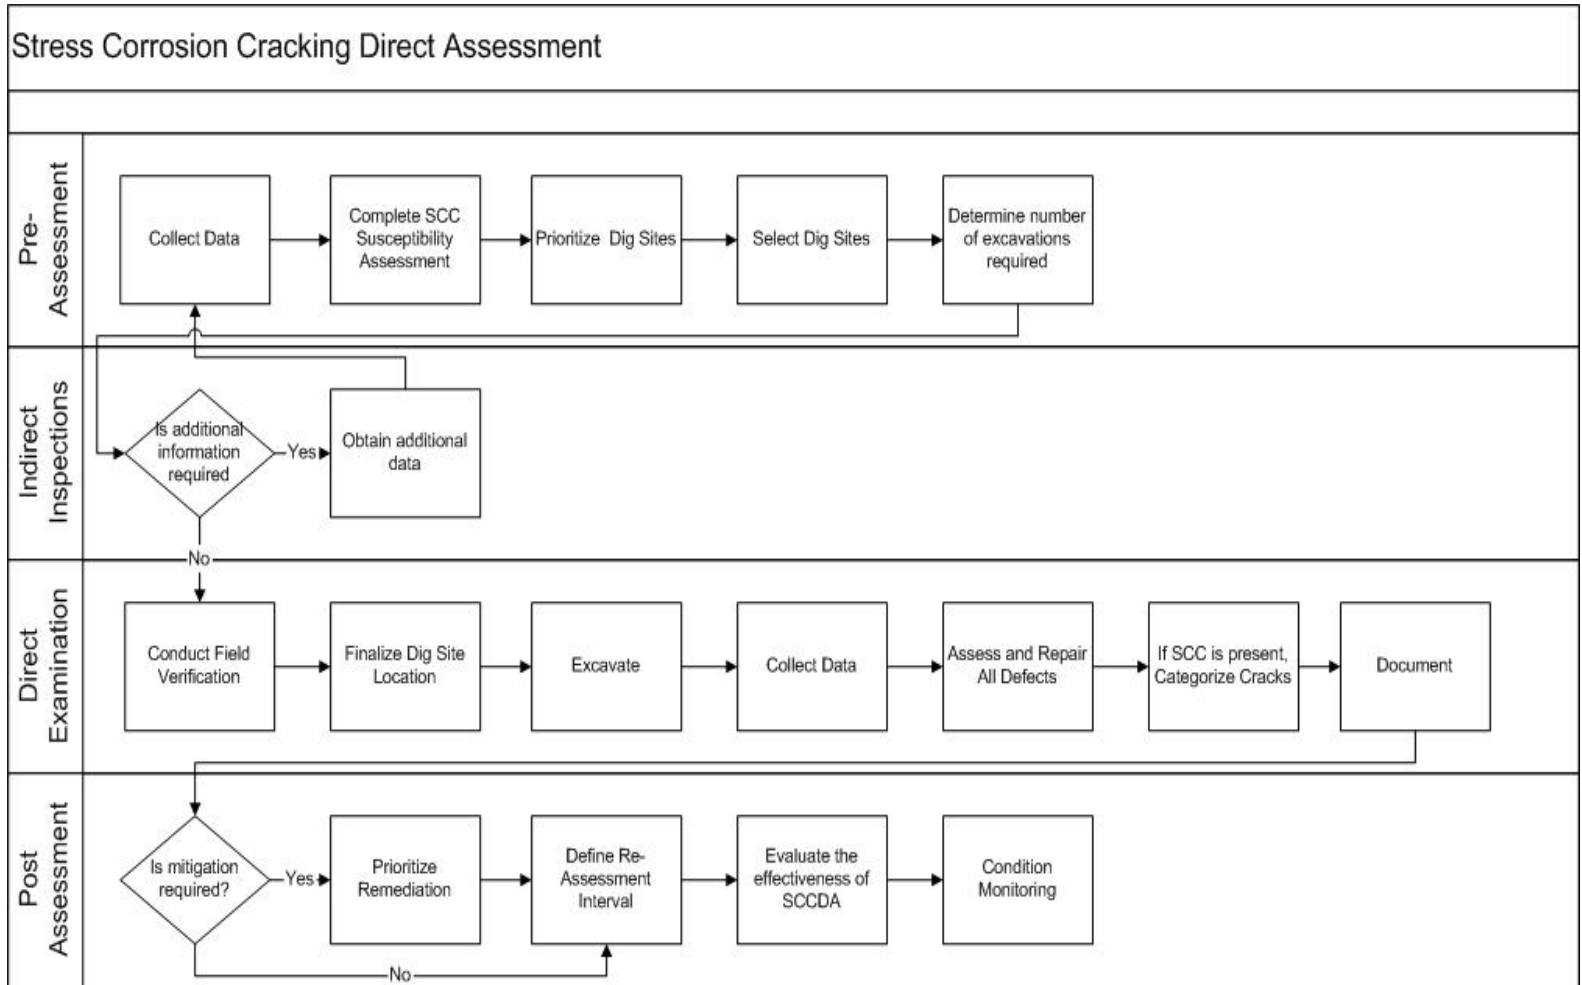 Stress Corrosion Cracking Direct Assessment
Pre-
Assessment
Collect Data
Complete SCC
Susceptibility
Assessment
Prioritize Dig Sites
Select Dig Sites
Determine number
of excavations
required
Indirect
Inspections
Is additional
information
required
Yes
Obtain additional
data
No
Direct
Examination
Conduct Field
Verification
Finalize Dig Site
Location
Excavate
Collect Data
Assess and Repair
All Defects
If SCC is present,
Categorize Cracks
Document
Post
Assessment
Is mitigation
required?
Yes
Prioritize
Remediation
Define Re-
Assessment
Interval
Evaluate the
effectiveness of
SCCDA
Condition
Monitoring
No